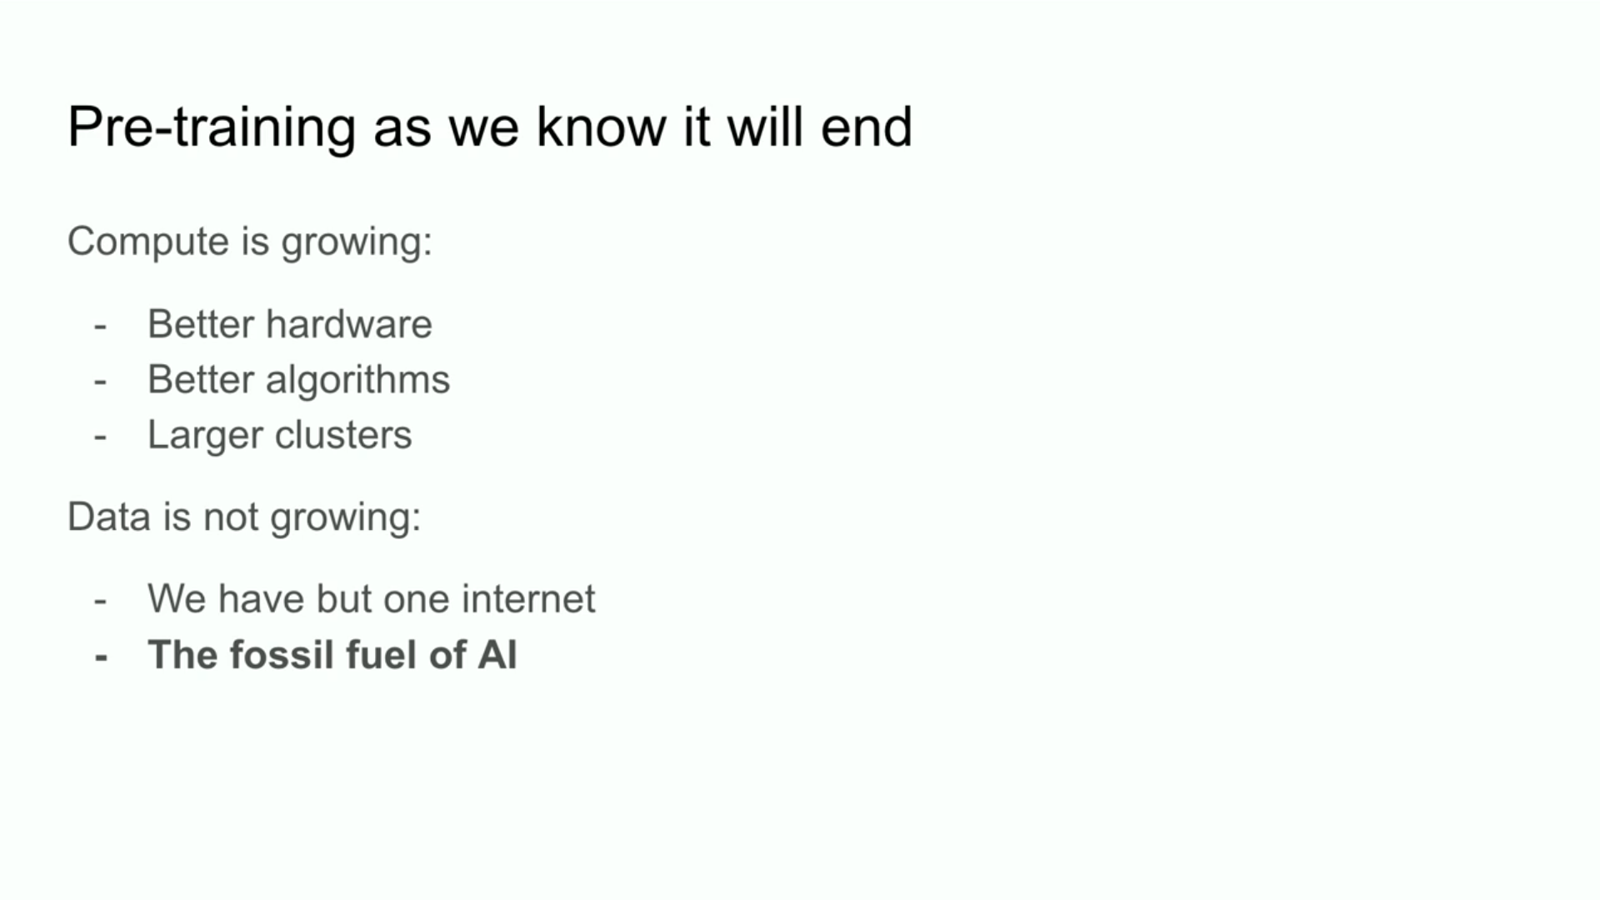 Pre-training as we know it will end
Compute is growing:
- Better hardware
- Better algorithms
- Larger clusters
Data is not growing:
- We have but one internet
- The fossil fuel of AI